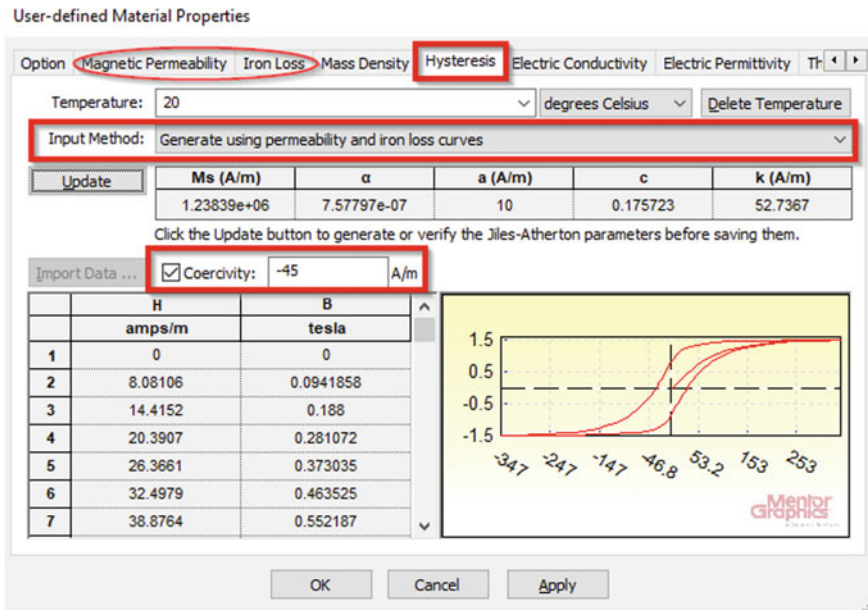 User-defined Material Properties
Option Magnetic Permeability Iron Loss Mass Density Hysteresis Electric Conductivity Electric Permittivity Th
Temperature: 20 degrees Celsius Delete Temperature
Input Method: Generate using permeability and iron loss curves
Update Ms (A/m) α a (A/m) c k (A/m)
1.23839e+06 7.57797e-07 10 0.175723 52.7367
Click the Update button to generate or verify the Jiles-Atherton parameters before saving them.
Import Data ... Coercivity: -45 A/m
H B
amps/m tesla
1 0 0
2 8.08106 0.0941858
3 14.4152 0.188
4 20.3907 0.281072
5 26.3661 0.373035
6 32.4979 0.463525
7 38.8764 0.552187
1.5
0.5
-0.5
-1.5
-347 -247 -147 -46.8 53.2 153 253
Mentor
Graphics
OK Cancel Apply